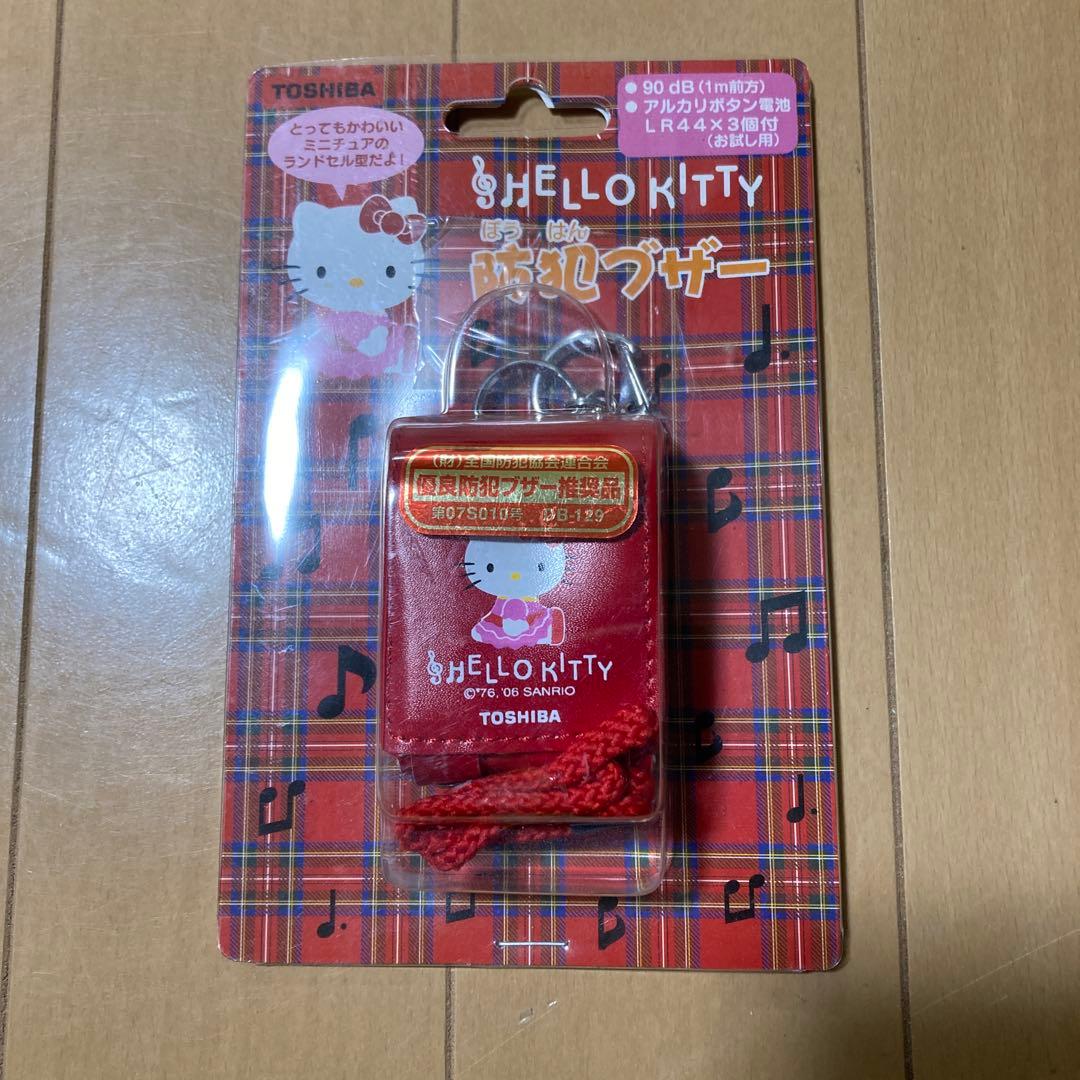 TOSHIBA
とってもかわいい
ミニチュアの
ランドセル型だよ!
● 90 dB(1m前方)
● アルカリボタン電池
LR44×3個付
(お試し用)
HELLO KITTY
ぼう はん
防犯ブザー
(財)全国防犯協会連合会
優良防犯ブザー推奨品
第07S010号
B-129
HELLO KITTY
©'76, '06 SANRIO
TOSHIBA